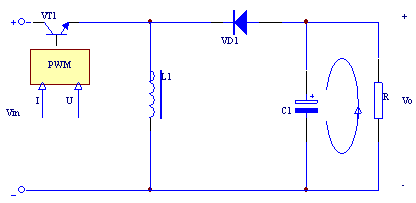 VT1
+
+
VD1
PWM
L1
I U
+
C1
R
Vin
Vo
-
-